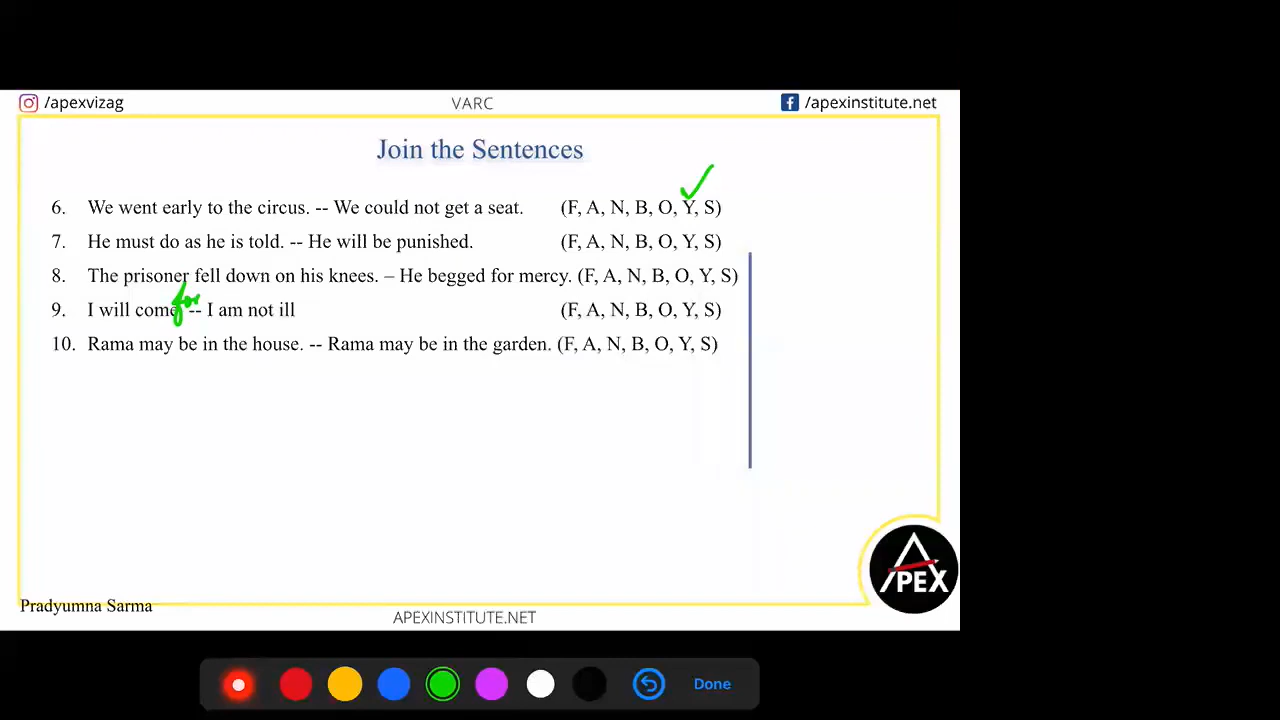 /apexvizag VARC /apexinstitute.net
Join the Sentences
6. We went early to the circus. -- We could not get a seat. (F, A, N, B, O, Y, S)
7. He must do as he is told. -- He will be punished. (F, A, N, B, O, Y, S)
8. The prisoner fell down on his knees. – He begged for mercy. (F, A, N, B, O, Y, S)
for
9. I will come -- I am not ill (F, A, N, B, O, Y, S)
10. Rama may be in the house. -- Rama may be in the garden. (F, A, N, B, O, Y, S)
APEX
Pradyumna Sarma
APEXINSTITUTE.NET
Done